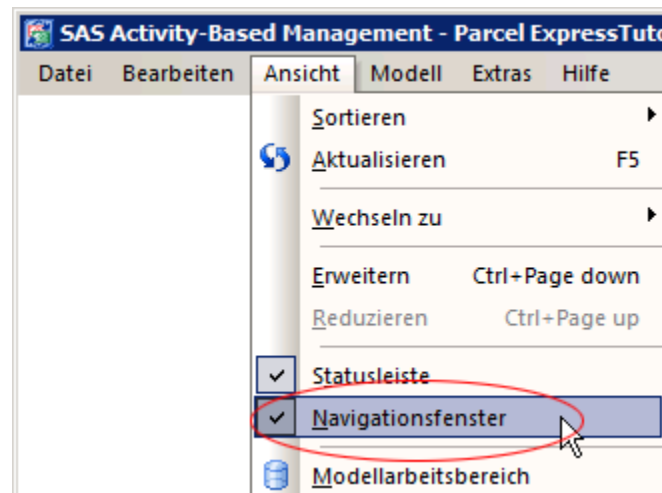 SAS Activity-Based Management - Parcel ExpressTuto
Datei Bearbeiten Ansicht Modell Extras Hilfe
Sortieren
Aktualisieren F5
Wechseln zu
Erweitern Ctrl+Page down
Reduzieren Ctrl+Page up
Statusleiste
Navigationsfenster
Modellarbeitsbereich